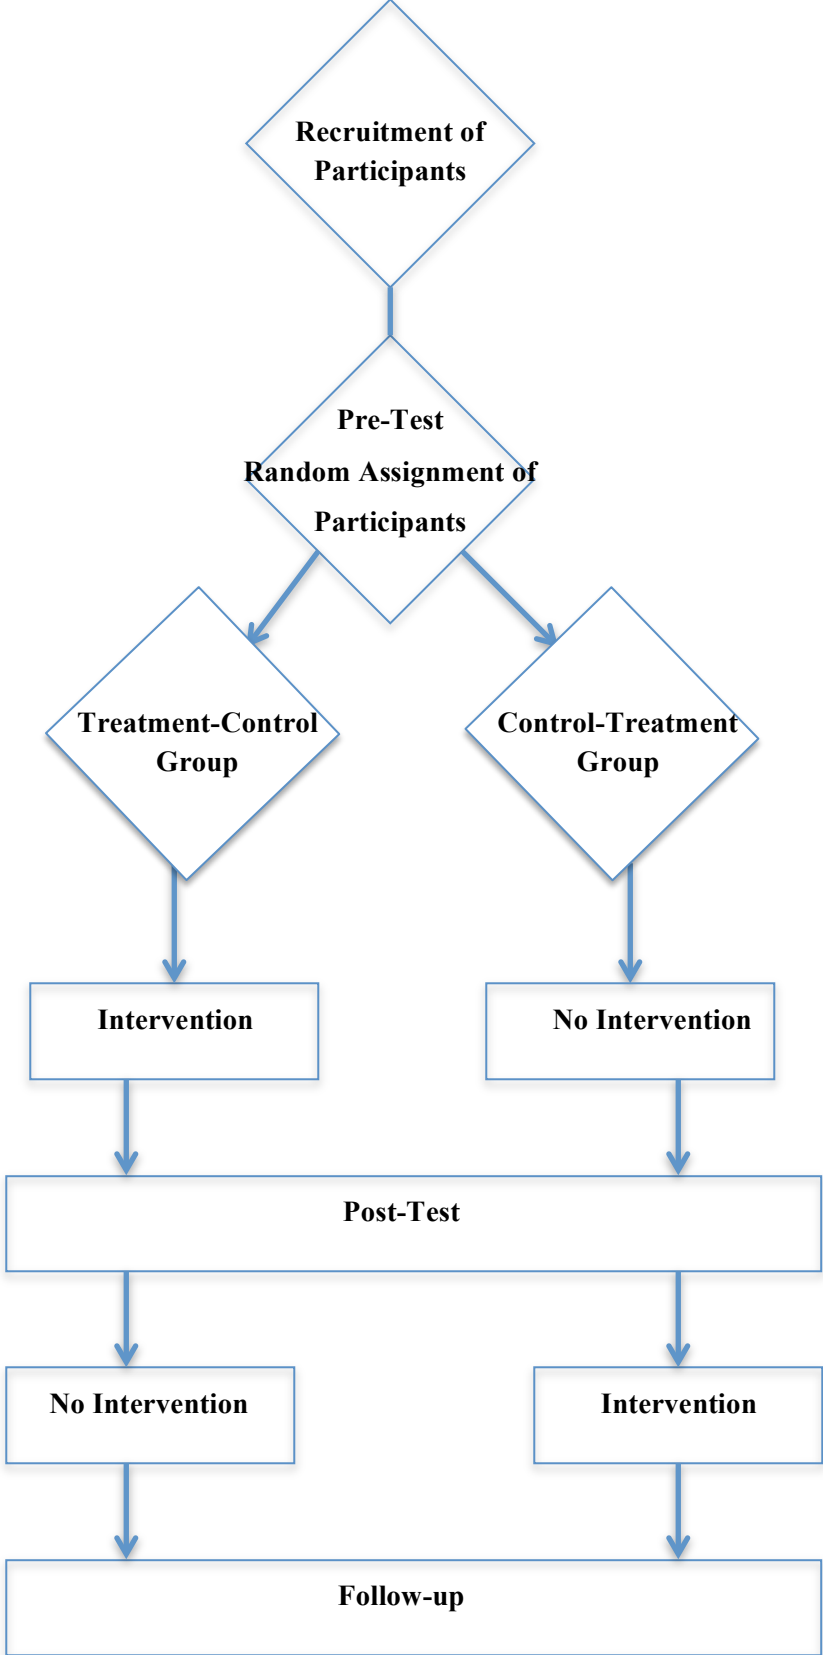 Recruitment of
Participants
Pre-Test
Random Assignment of
Participants
Treatment-Control
Group
Control-Treatment
Group
Intervention
No Intervention
Post-Test
No Intervention
Intervention
Follow-up